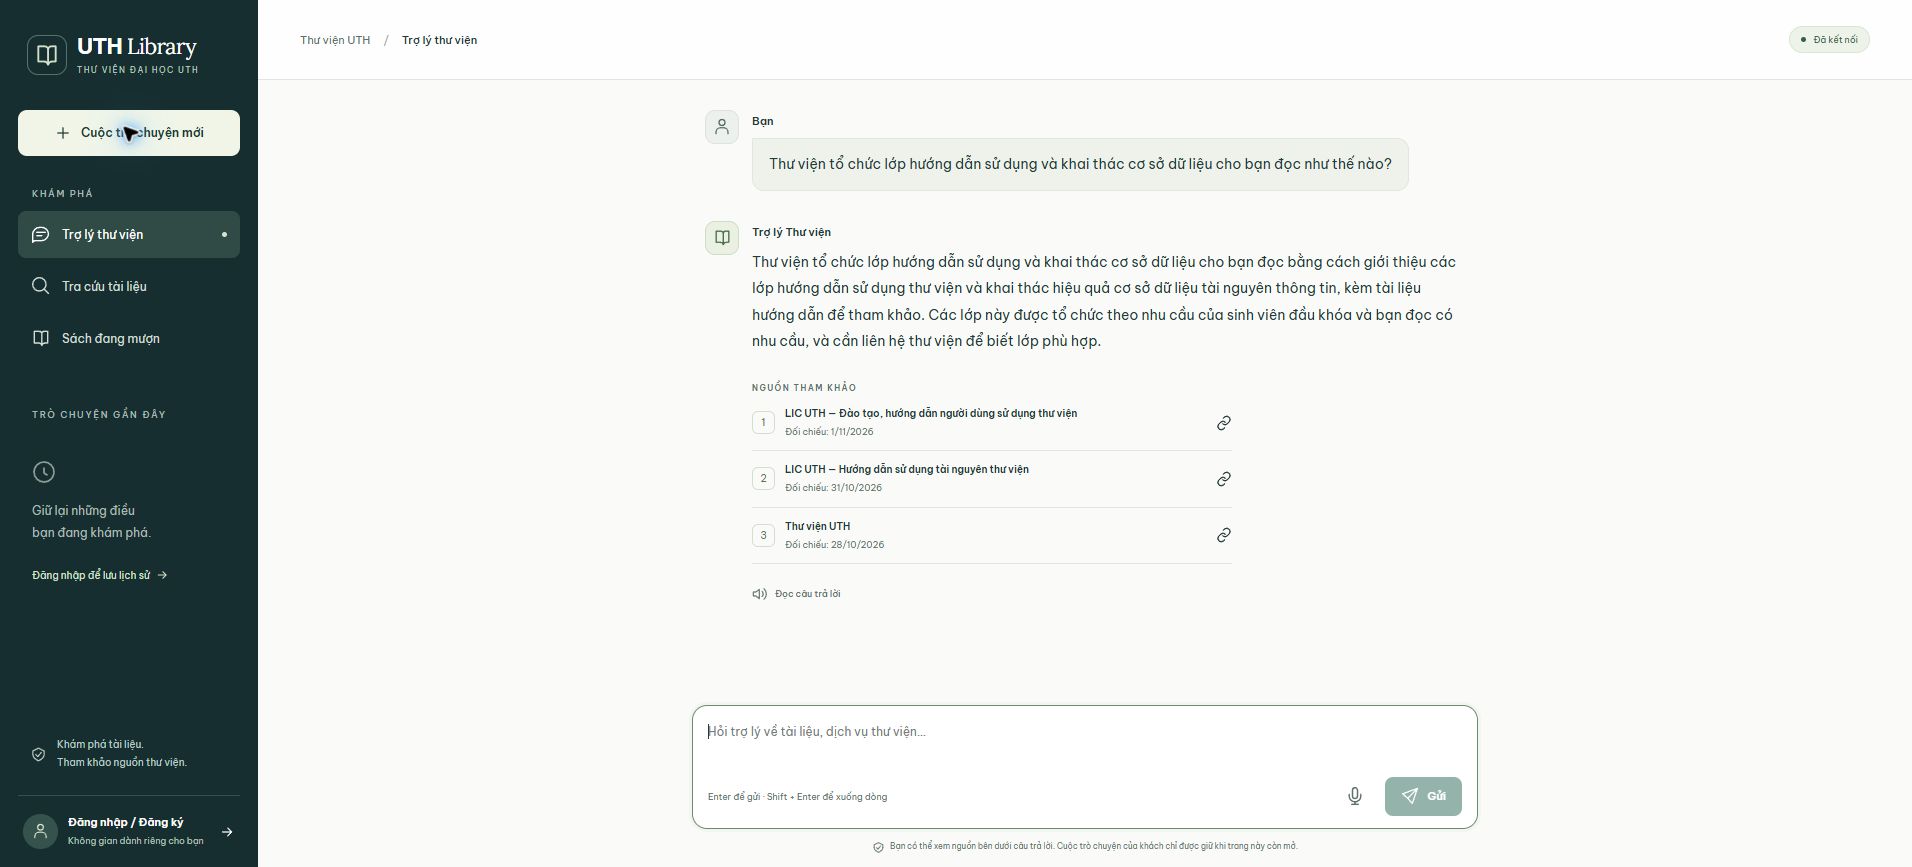 UTH Library
THƯ VIỆN ĐẠI HỌC UTH
Cuộc trò chuyện mới
KHÁM PHÁ
Trợ lý thư viện
Tra cứu tài liệu
Sách đang mượn
TRÒ CHUYỆN GẦN ĐÂY
Giữ lại những điều
bạn đang khám phá.
Đăng nhập để lưu lịch sử →
Khám phá tài liệu.
Tham khảo nguồn thư viện.
Đăng nhập / Đăng ký
Không gian dành riêng cho bạn
Thư viện UTH / Trợ lý thư viện
Đã kết nối
Bạn
Thư viện tổ chức lớp hướng dẫn sử dụng và khai thác cơ sở dữ liệu cho bạn đọc như thế nào?
Trợ lý Thư viện
Thư viện tổ chức lớp hướng dẫn sử dụng và khai thác cơ sở dữ liệu cho bạn đọc bằng cách giới thiệu các
lớp hướng dẫn sử dụng thư viện và khai thác hiệu quả cơ sở dữ liệu tài nguyên thông tin, kèm tài liệu
hướng dẫn để tham khảo. Các lớp này được tổ chức theo nhu cầu của sinh viên đầu khóa và bạn đọc có
nhu cầu, và cần liên hệ thư viện để biết lớp phù hợp.
NGUỒN THAM KHẢO
1 LIC UTH — Đào tạo, hướng dẫn người dùng sử dụng thư viện
Đối chiếu: 1/11/2026
2 LIC UTH — Hướng dẫn sử dụng tài nguyên thư viện
Đối chiếu: 31/10/2026
3 Thư viện UTH
Đối chiếu: 28/10/2026
Đọc câu trả lời
Hỏi trợ lý về tài liệu, dịch vụ thư viện...
Enter để gửi · Shift + Enter để xuống dòng
Gửi
Bạn có thể xem nguồn bên dưới câu trả lời. Cuộc trò chuyện của khách chỉ được giữ khi trang này còn mở.